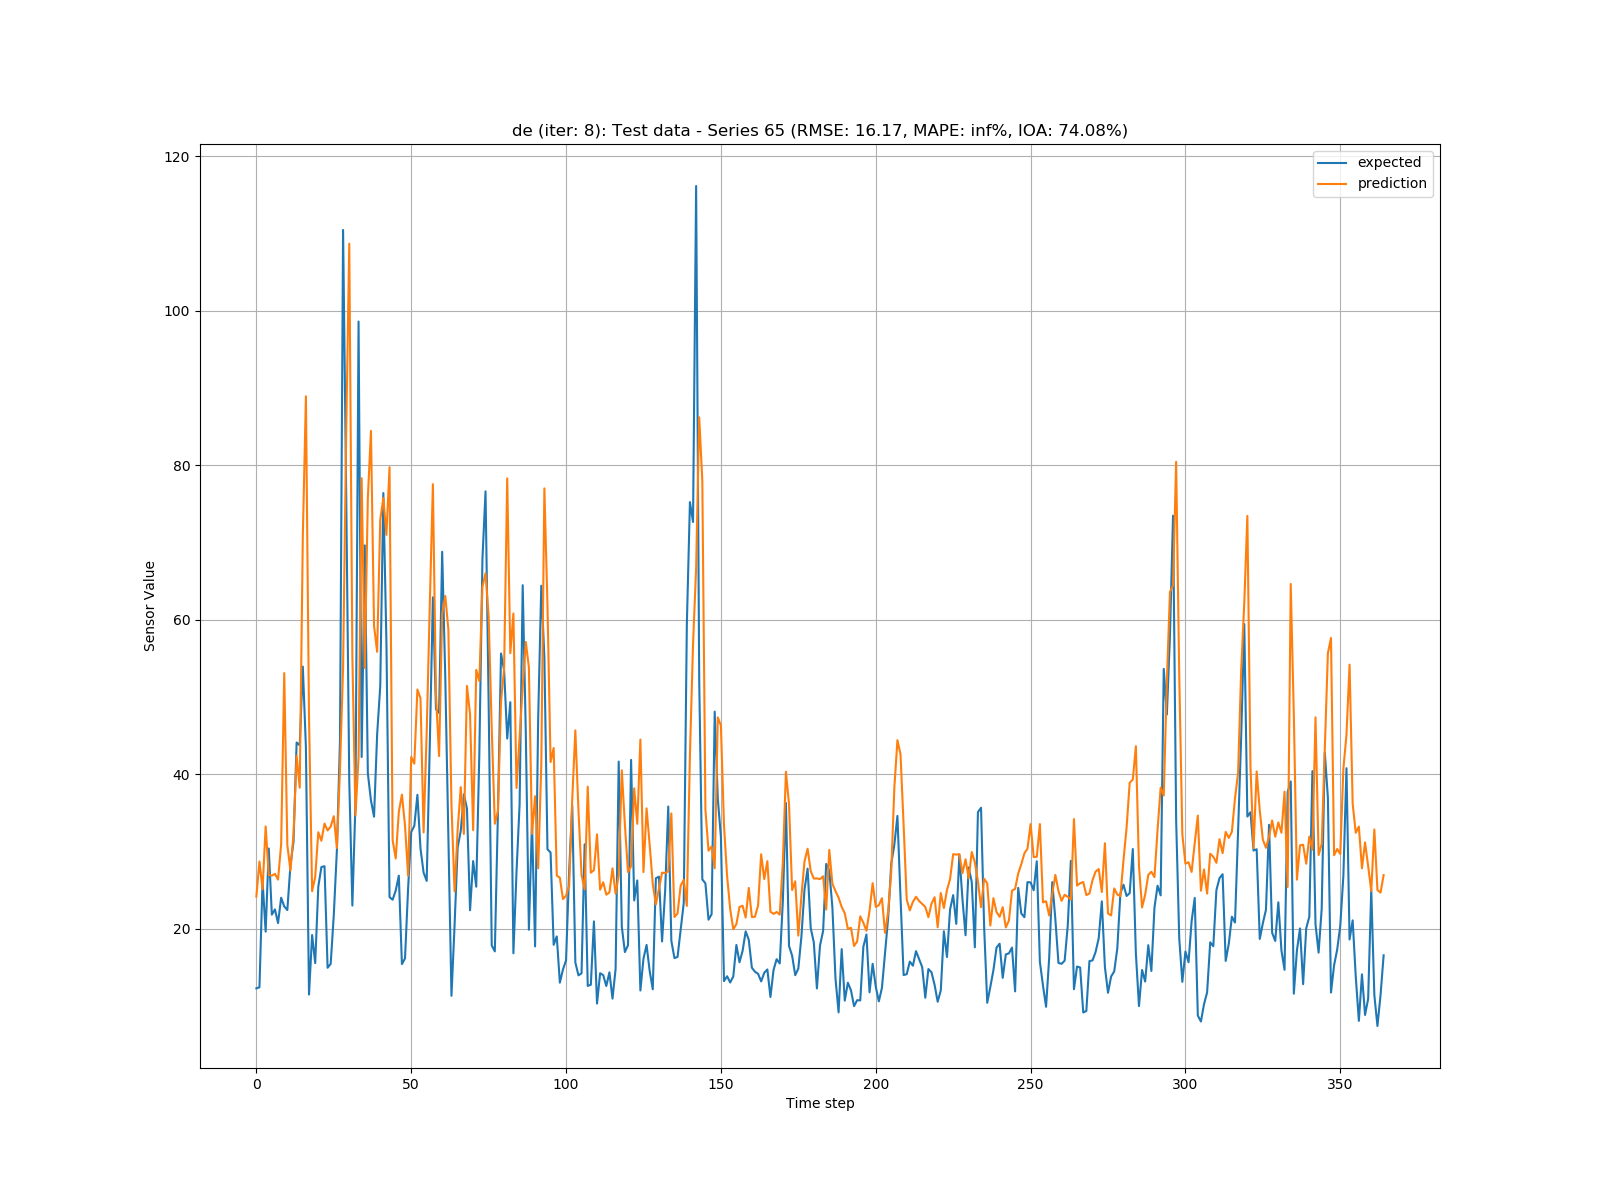 de (iter: 8): Test data - Series 65 (RMSE: 16.17, MAPE: inf%, IOA: 74.08%)
expected
prediction
120
100
80
60
40
20
Sensor Value
0 50 100 150 200 250 300 350
Time step